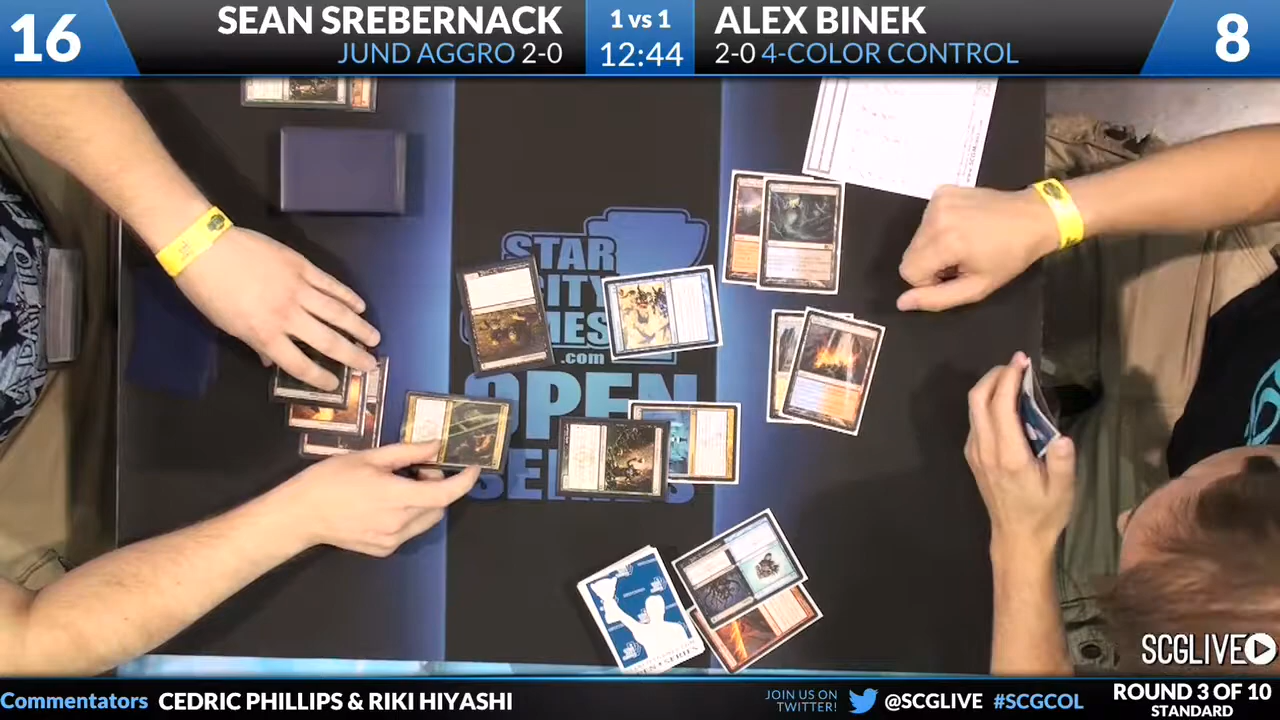 16
SEAN SREBERNACK
JUND AGGRO 2-0
1 vs 1
12:44
ALEX BINEK
2-0 4-COLOR CONTROL
8
STAR
CITY
GAMES
.com
OPEN
SERIES
SCGLIVE
Commentators CEDRIC PHILLIPS & RIKI HIYASHI
JOIN US ON
TWITTER!
@SCGLIVE #SCGCOL
ROUND 3 OF 10
STANDARD